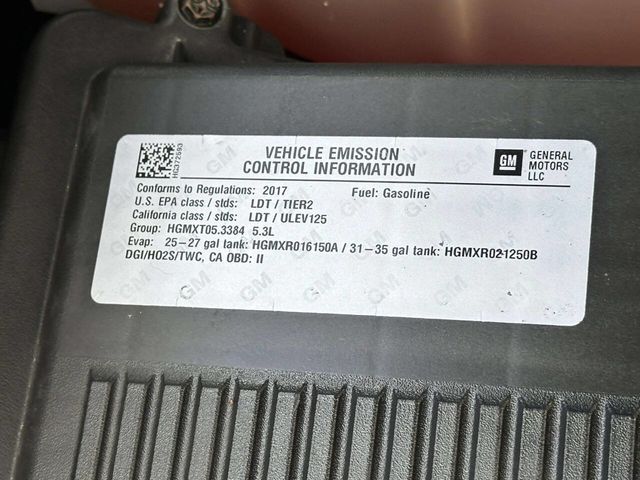 VEHICLE EMISSION
CONTROL INFORMATION
GM
GENERAL
MOTORS
LLC
HG372593
Conforms to Regulations: 2017 Fuel: Gasoline
U.S. EPA class / stds: LDT / TIER2
California class / stds: LDT / ULEV125
Group: HGMXT05.3384 5.3L
Evap: 25-27 gal tank: HGMXR016150A / 31-35 gal tank: HGMXR021250B
DGI/HO2S/TWC, CA OBD: II